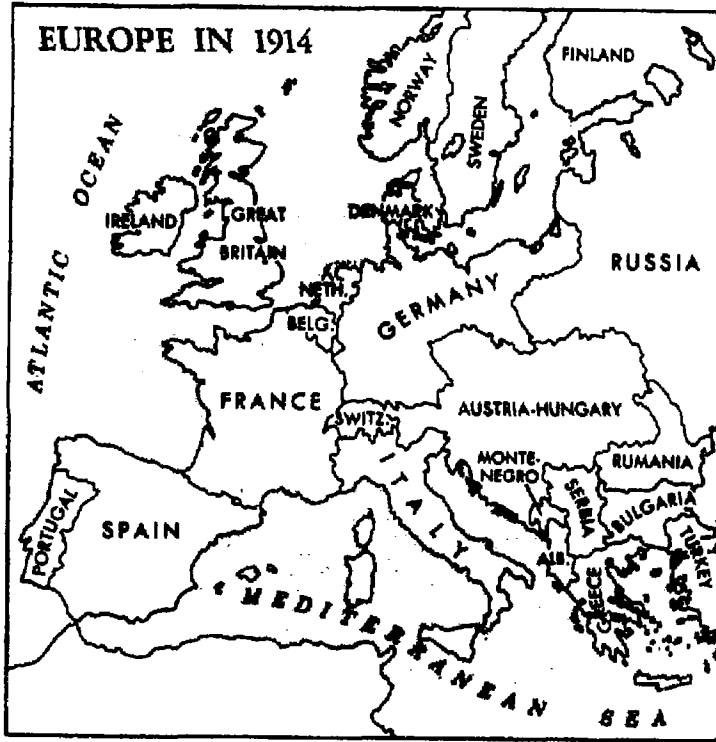 EUROPE IN 1914
FINLAND
NORWAY
SWEDEN
ATLANTIC OCEAN
IRELAND
GREAT
BRITAIN
DENMARK
RUSSIA
NETH.
BELG.
GERMANY
FRANCE
SWITZ.
AUSTRIA-HUNGARY
ITALY
MONTE-
NEGRO
SERBIA
RUMANIA
BULGARIA
PORTUGAL
SPAIN
ALB.
GREECE
TURKEY
MEDITERRANEAN SEA